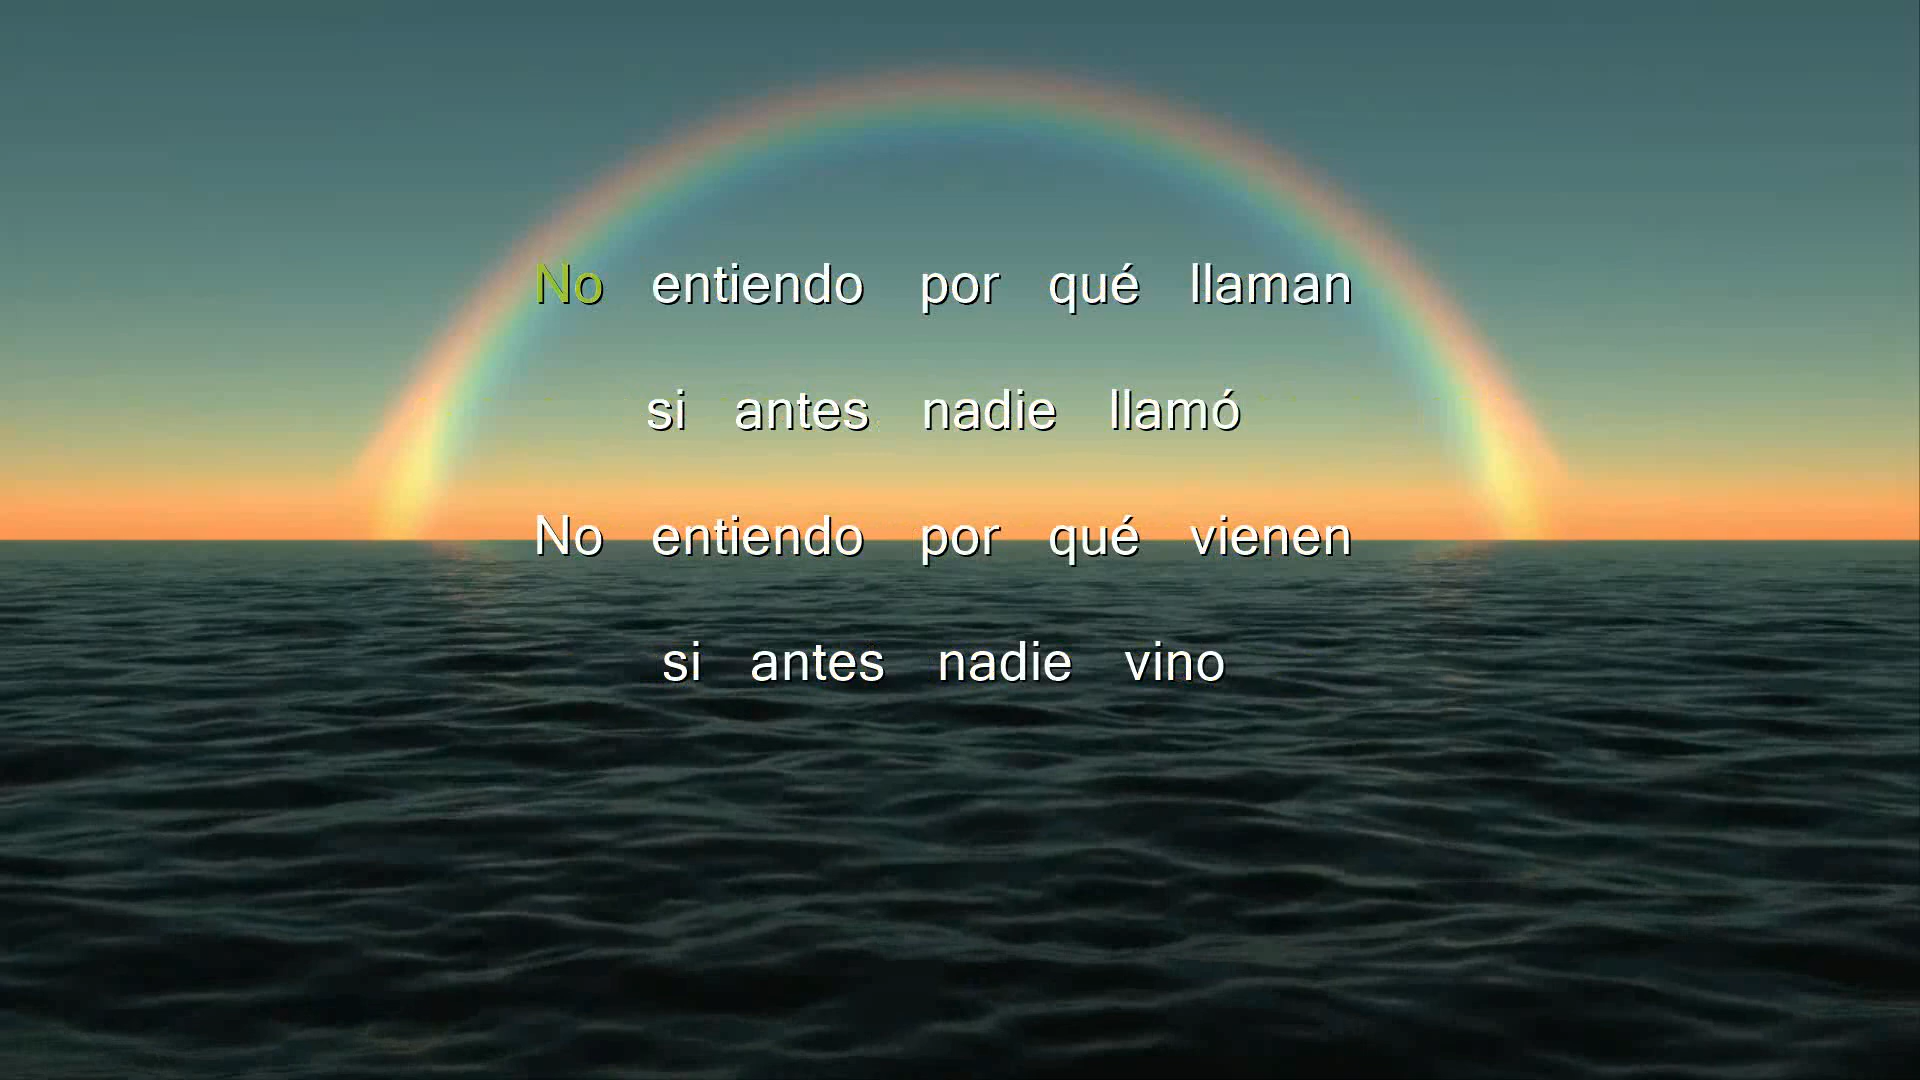 No entiendo por qué llaman
si antes nadie llamó
No entiendo por qué vienen
si antes nadie vino